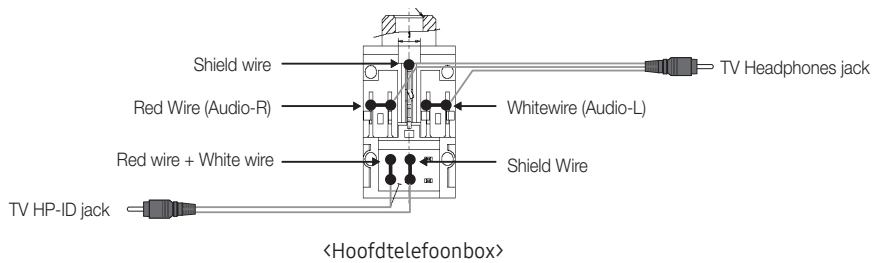 Shield wire
TV Headphones jack
Red Wire (Audio-R)
Whitewire (Audio-L)
Red wire + White wire
Shield Wire
TV HP-ID jack
<Hoofdtelefoonbox>